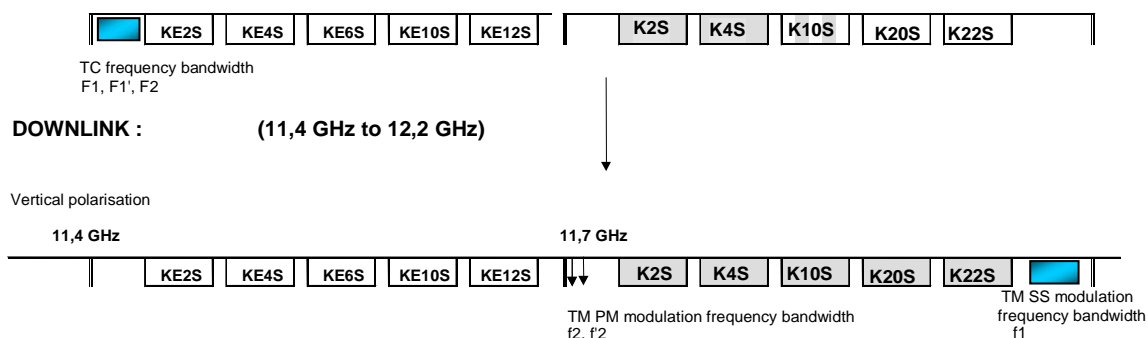 KE2S KE4S KE6S KE10S KE12S K2S K4S K10S K20S K22S
TC frequency bandwidth
F1, F1', F2
DOWNLINK : (11,4 GHz to 12,2 GHz)
Vertical polarisation
11,4 GHz 11,7 GHz
KE2S KE4S KE6S KE10S KE12S K2S K4S K10S K20S K22S
TM PM modulation frequency bandwidth
f2, f'2
TM SS modulation
frequency bandwidth
f1